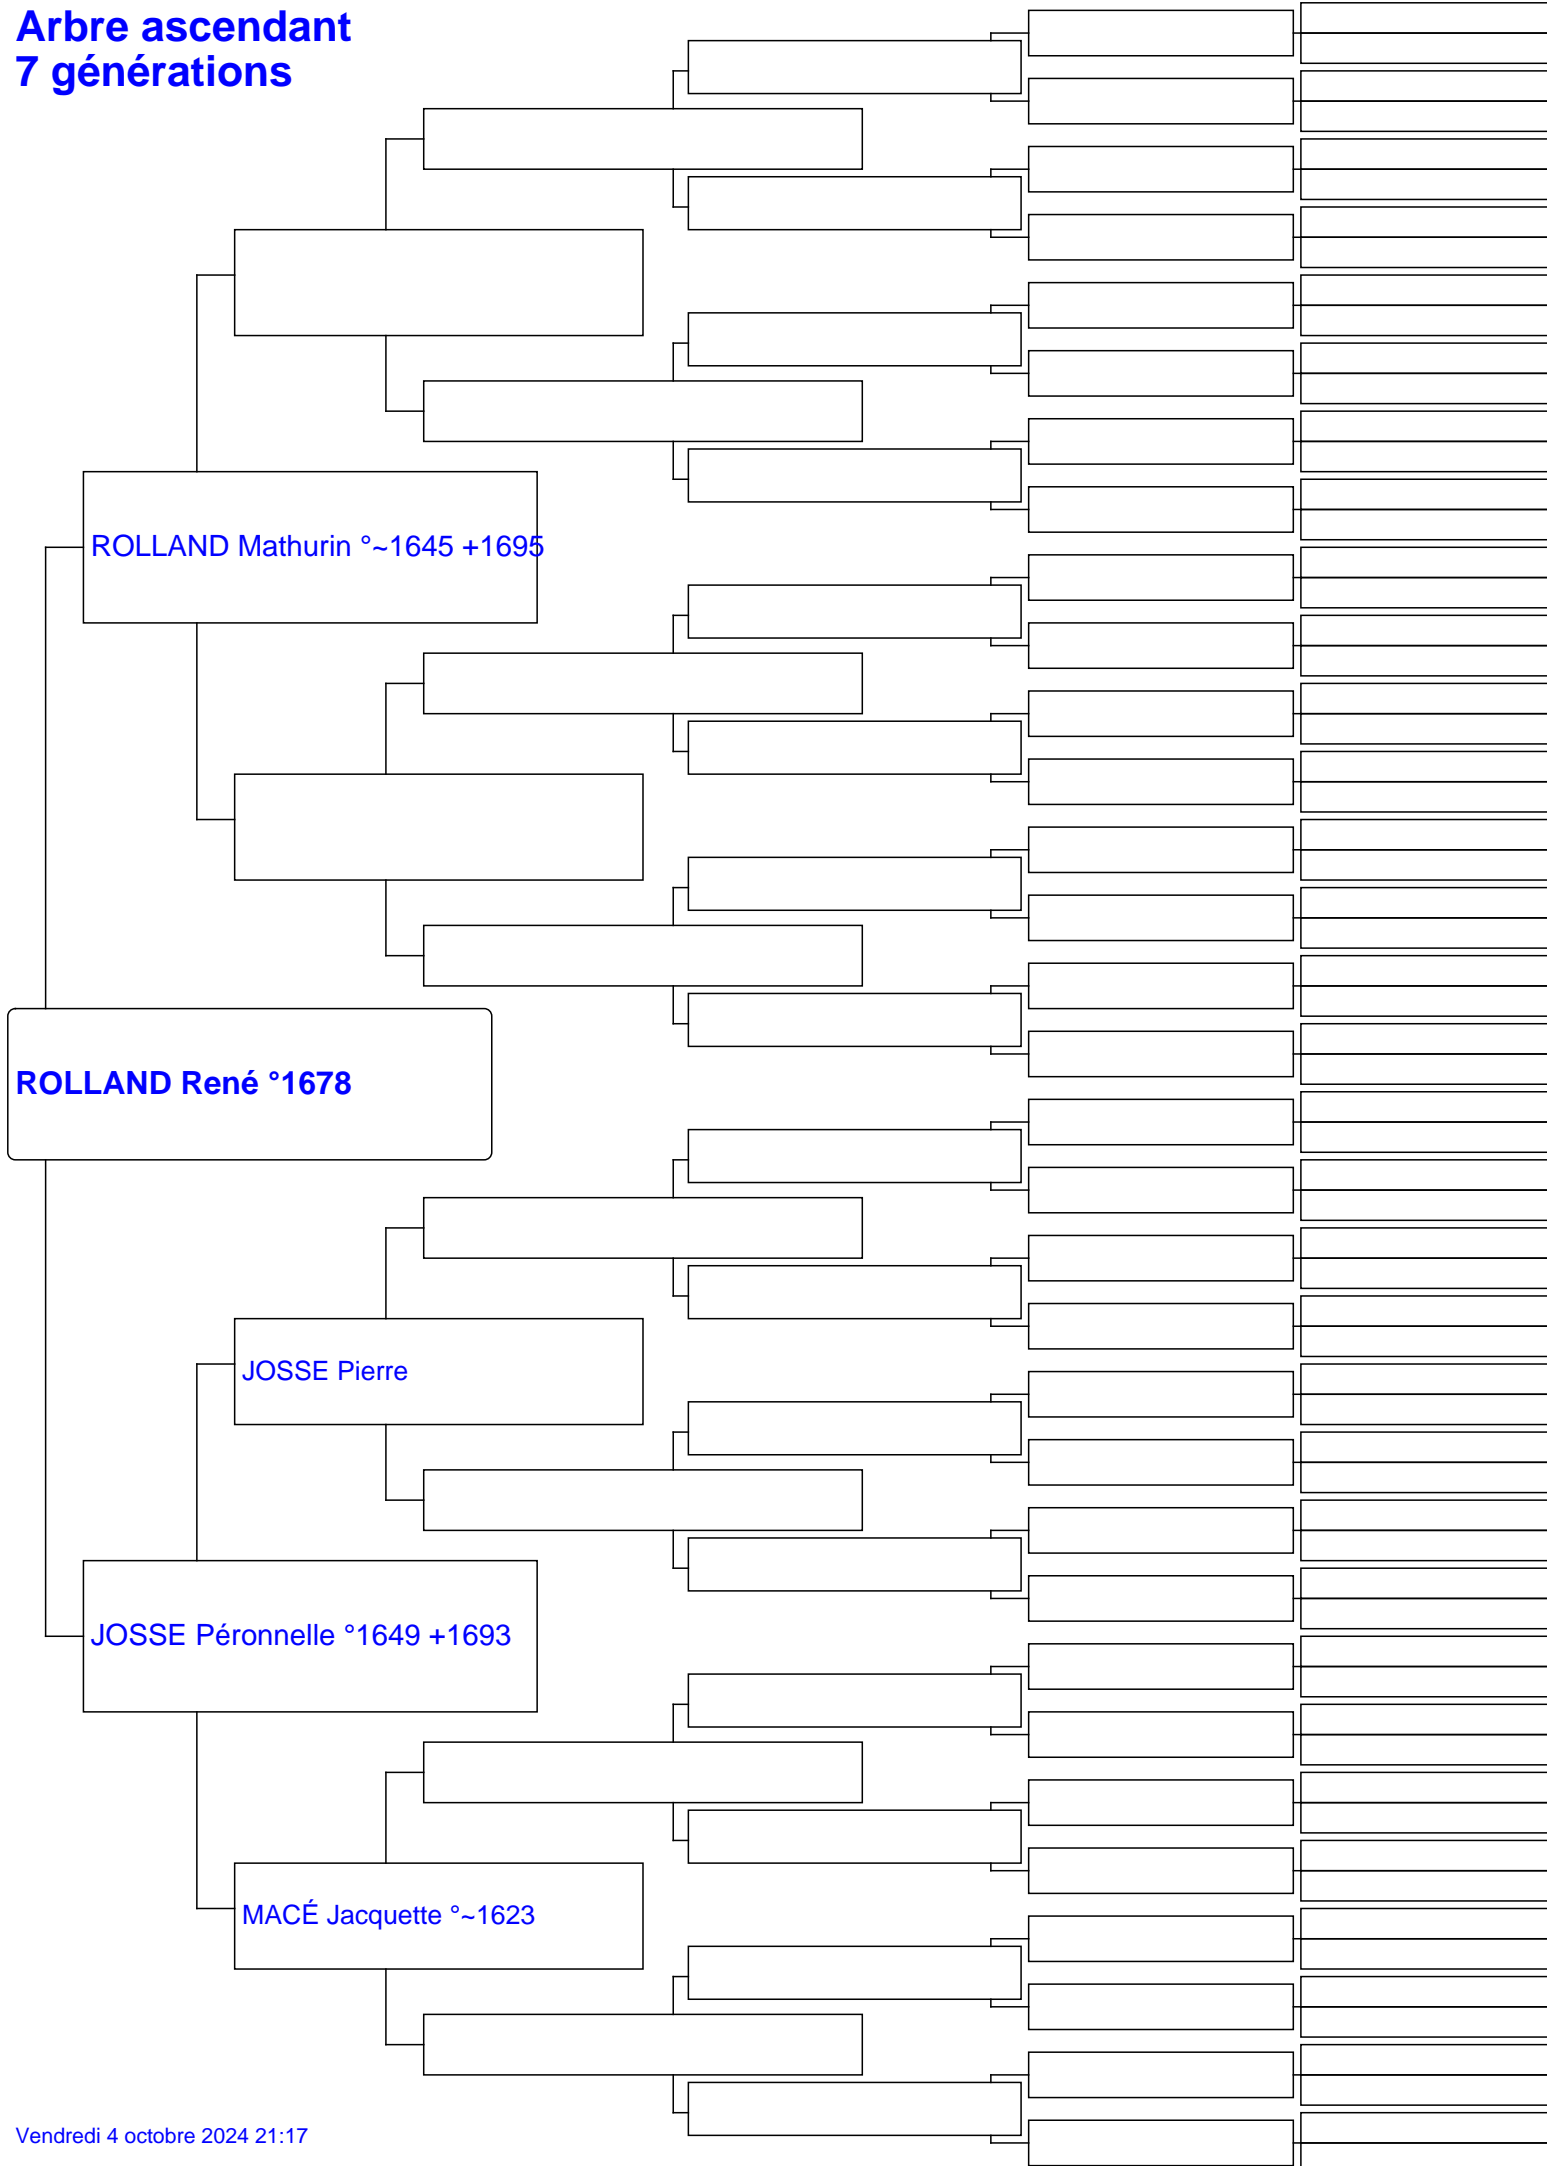 Arbre ascendant
7 générations
ROLLAND Mathurin °~1645 +1695
ROLLAND René °1678
JOSSE Pierre
JOSSE Péronnelle °1649 +1693
MACÉ Jacquette °~1623
Vendredi 4 octobre 2024 21:17